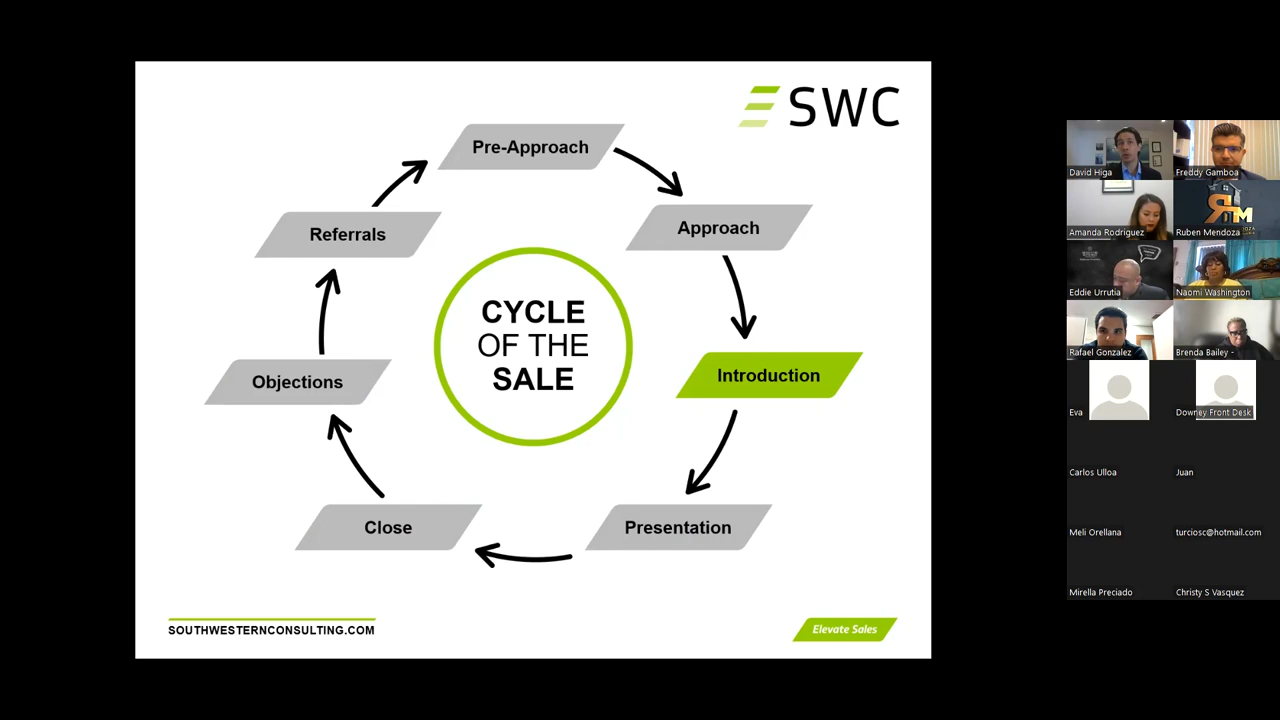 SWC
Pre-Approach
Approach
Introduction
Presentation
Close
Objections
Referrals
CYCLE
OF THE
SALE
SOUTHWESTERNCONSULTING.COM
Elevate Sales
David Higa
Freddy Gamboa
Amanda Rodriguez
Ruben Mendoza
Eddie Urrutia
Naomi Washington
Rafael Gonzalez
Brenda Bailey -
Eva
Downey Front Desk
Carlos Ulloa
Juan
Meli Orellana
turciosc@hotmail.com
Mirella Preciado
Christy S Vasquez